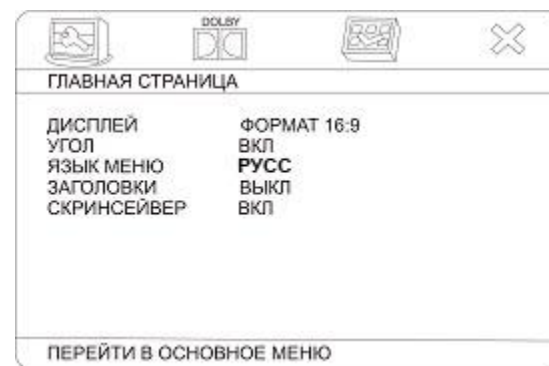 DOLBY
ГЛАВНАЯ СТРАНИЦА
ДИСПЛЕЙ ФОРМАТ 16:9
УГОЛ ВКЛ
ЯЗЫК МЕНЮ РУСС
ЗАГОЛОВКИ ВЫКЛ
СКРИНСЕЙВЕР ВКЛ
ПЕРЕЙТИ В ОСНОВНОЕ МЕНЮ